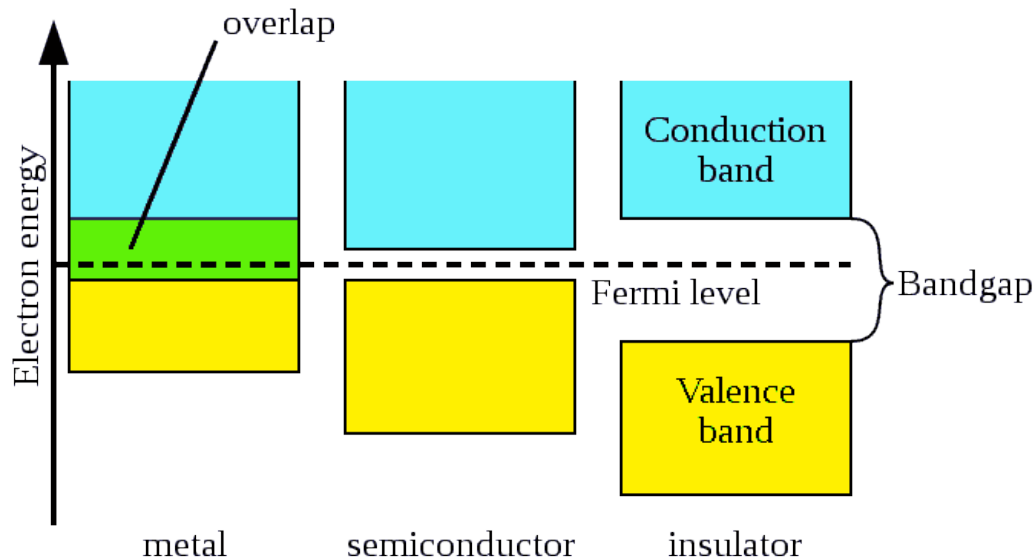 overlap
Electron energy
Conduction
band
Fermi level
Bandgap
Valence
band
metal
semiconductor
insulator